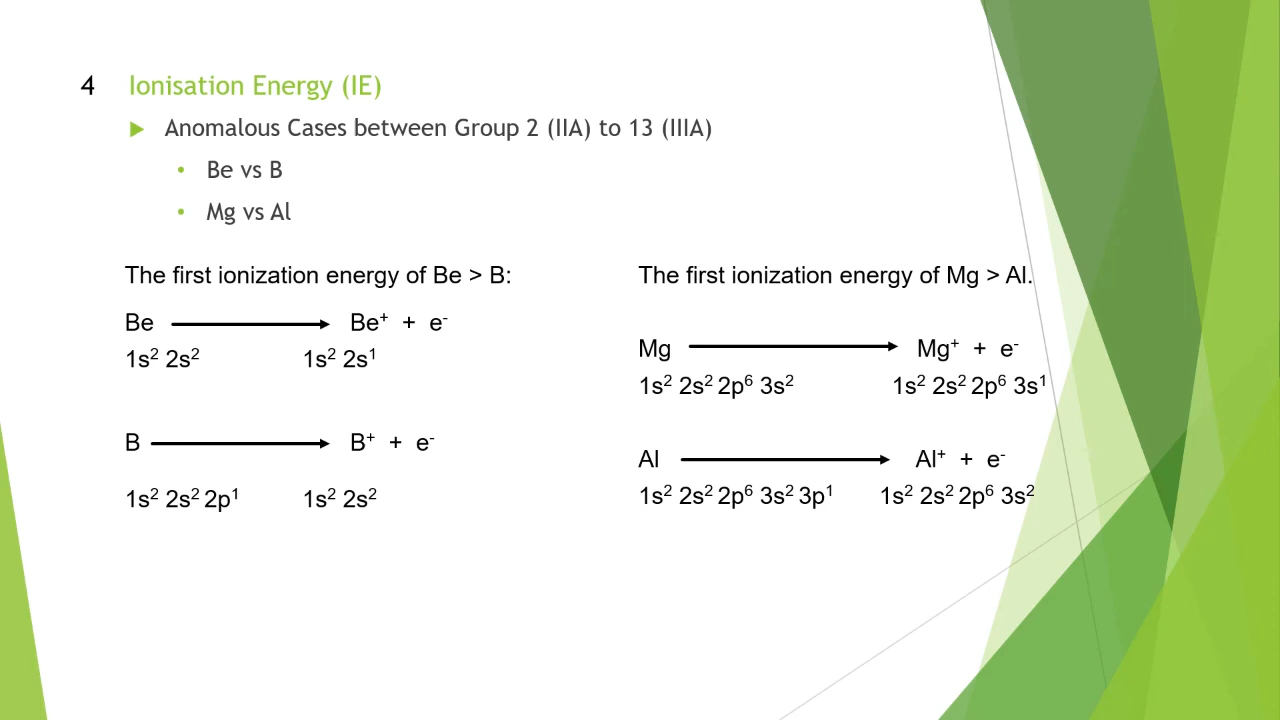 4 Ionisation Energy (IE)
Anomalous Cases between Group 2 (IIA) to 13 (IIIA)
• Be vs B
• Mg vs Al
The first ionization energy of Be > B:
Be Be⁺ + e⁻
1s² 2s² 1s² 2s¹
B B⁺ + e⁻
1s² 2s² 2p¹ 1s² 2s²
The first ionization energy of Mg > Al.
Mg Mg⁺ + e⁻
1s² 2s² 2p⁶ 3s² 1s² 2s² 2p⁶ 3s¹
Al Al⁺ + e⁻
1s² 2s² 2p⁶ 3s² 3p¹ 1s² 2s² 2p⁶ 3s²